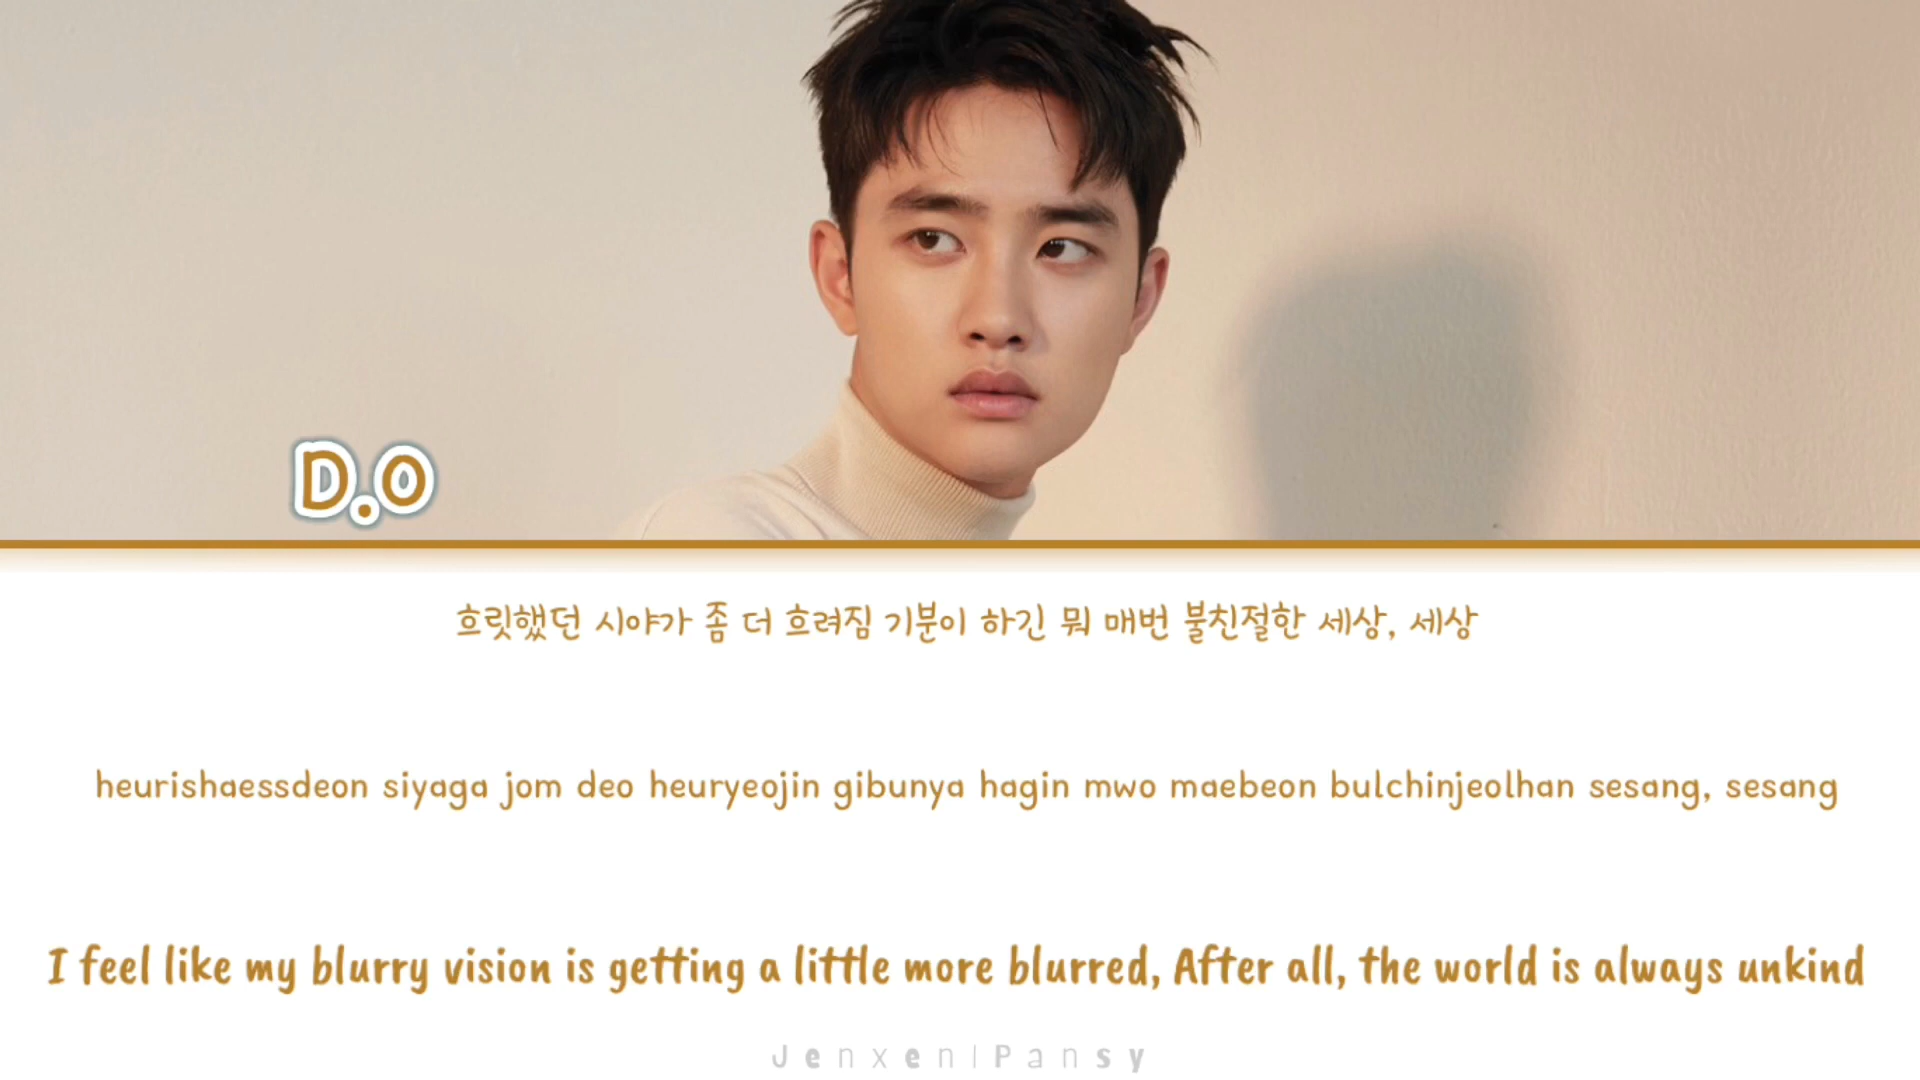 D.O
흐릿했던 시야가 좀 더 흐려짐 기분이 하긴 뭐 매번 불친절한 세상, 세상
heurishaessdeon siyaga jom deo heuryeojin gibunya hagin mwo maebeon bulchinjeolhan sesang, sesang
I feel like my blurry vision is getting a little more blurred, After all, the world is always unkind
Jenxen|Pansy